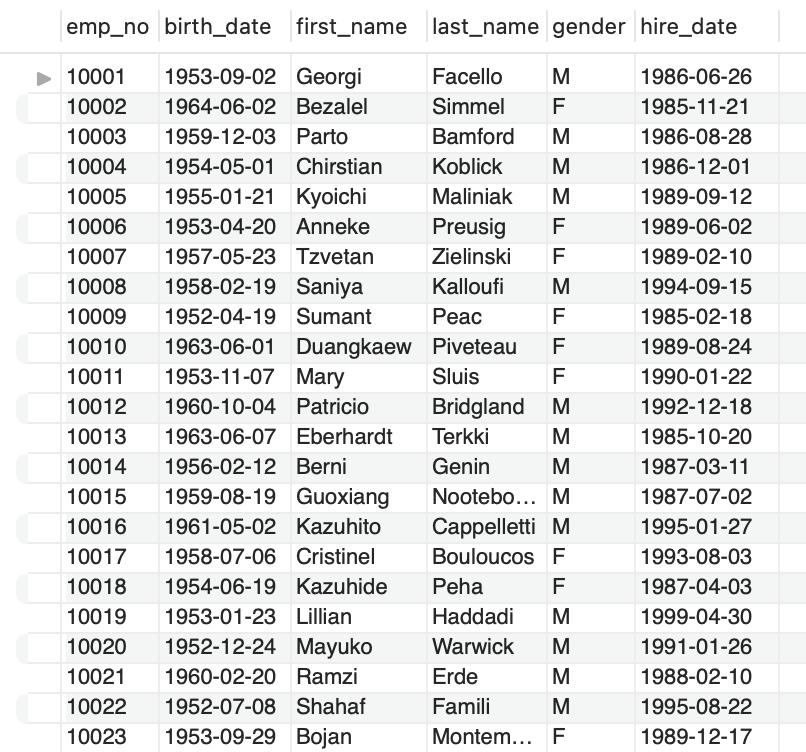 emp_no birth_date first_name last_name gender hire_date
10001 1953-09-02 Georgi Facello M 1986-06-26
10002 1964-06-02 Bezalel Simmel F 1985-11-21
10003 1959-12-03 Parto Bamford M 1986-08-28
10004 1954-05-01 Chirstian Koblick M 1986-12-01
10005 1955-01-21 Kyoichi Maliniak M 1989-09-12
10006 1953-04-20 Anneke Preusig F 1989-06-02
10007 1957-05-23 Tzvetan Zielinski F 1989-02-10
10008 1958-02-19 Saniya Kalloufi M 1994-09-15
10009 1952-04-19 Sumant Peac F 1985-02-18
10010 1963-06-01 Duangkaew Piveteau F 1989-08-24
10011 1953-11-07 Mary Sluis F 1990-01-22
10012 1960-10-04 Patricio Bridgland M 1992-12-18
10013 1963-06-07 Eberhardt Terkki M 1985-10-20
10014 1956-02-12 Berni Genin M 1987-03-11
10015 1959-08-19 Guoxiang Nootebo... M 1987-07-02
10016 1961-05-02 Kazuhito Cappelletti M 1995-01-27
10017 1958-07-06 Cristinel Bouloucos F 1993-08-03
10018 1954-06-19 Kazuhide Peha F 1987-04-03
10019 1953-01-23 Lillian Haddadi M 1999-04-30
10020 1952-12-24 Mayuko Warwick M 1991-01-26
10021 1960-02-20 Ramzi Erde M 1988-02-10
10022 1952-07-08 Shahaf Famili M 1995-08-22
10023 1953-09-29 Bojan Montem... F 1989-12-17